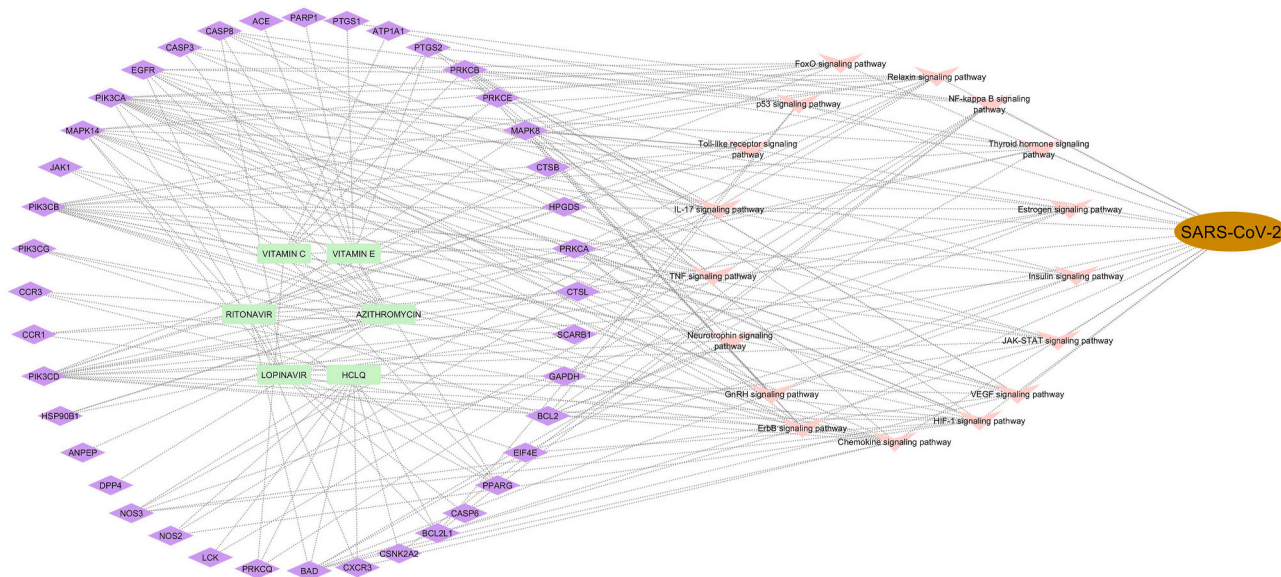 PARP1
PTGS1
ACE
ATP1A1
CASP8
CASP3
PTGS2
EGFR
PRKCB
PIK3CA
PRKCE
MAPK14
MAPK8
JAK1
CTSB
PIK3CB
HPGDS
PIK3CG
PRKCA
CCR3
CTSL
CCR1
SCARB1
PIK3CD
GAPDH
HSP90B1
BCL2
ANPEP
EIF4E
DPP4
PPARG
NOS3
CASP6
NOS2
BCL2L1
LCK
CSNK2A2
PRKCQ
BAD
CXCR3
VITAMIN C
VITAMIN E
RITONAVIR
AZITHROMYCIN
LOPINAVIR
HCLQ
FoxO signaling pathway
Relaxin signaling pathway
p53 signaling pathway
NF-kappa B signaling
pathway
Toll-like receptor signaling
pathway
Thyroid hormone signaling
pathway
IL-17 signaling pathway
Estrogen signaling pathway
TNF signaling pathway
Insulin signaling pathway
Neurotrophin signaling
pathway
JAK-STAT signaling pathway
GnRH signaling pathway
VEGF signaling pathway
ErbB signaling pathway
HIF-1 signaling pathway
Chemokine signaling pathway
SARS-CoV-2